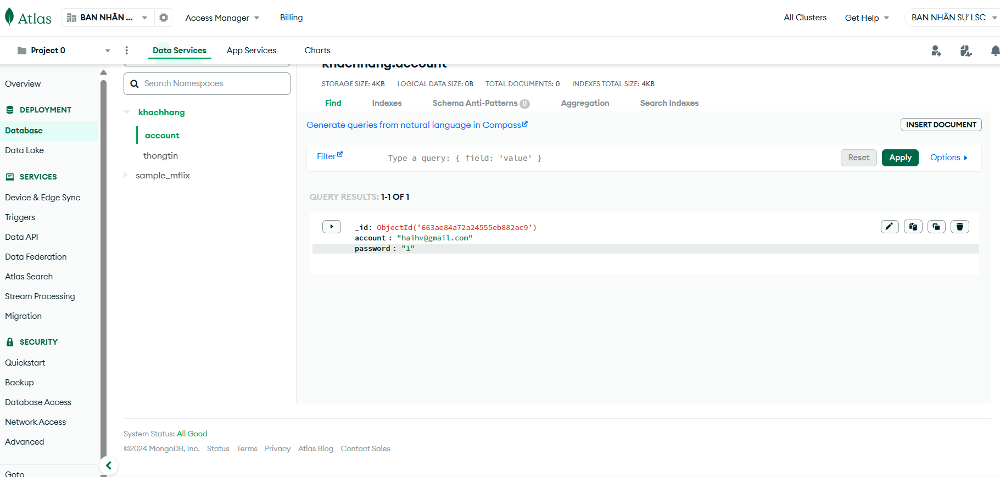 Atlas
BAN NHÂN ...
Access Manager
Billing
All Clusters
Get Help
BAN NHÂN SỰ LSC
Project 0
Data Services
App Services
Charts
Overview
DEPLOYMENT
Database
Data Lake
SERVICES
Device & Edge Sync
Triggers
Data API
Data Federation
Atlas Search
Stream Processing
Migration
SECURITY
Quickstart
Backup
Database Access
Network Access
Advanced
Goto
Search Namespaces
khachhang
account
thongtin
sample_mflix
khachhang.account
STORAGE SIZE: 4KB LOGICAL DATA SIZE: 0B TOTAL DOCUMENTS: 0 INDEXES TOTAL SIZE: 4KB
Find Indexes Schema Anti-Patterns 0 Aggregation Search Indexes
Generate queries from natural language in Compass
INSERT DOCUMENT
Filter
Type a query: { field: 'value' }
Reset
Apply
Options
QUERY RESULTS: 1-1 OF 1
_id: ObjectId('663ae84a72a24555eb882ac9')
account : "haihv@gmail.com"
password : "1"
System Status: All Good
©2024 MongoDB, Inc. Status Terms Privacy Atlas Blog Contact Sales